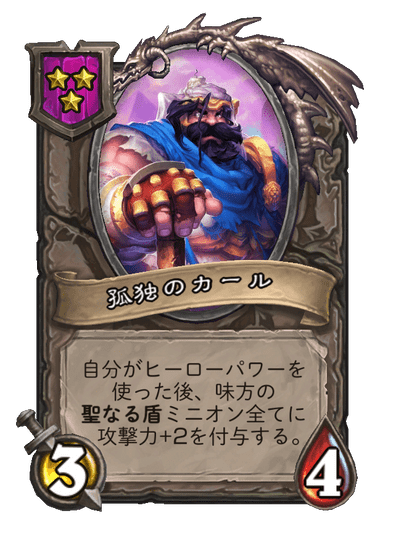 孤独のカール
自分がヒーローパワーを
使った後、味方の
聖なる盾ミニオン全てに
攻撃力+2を付与する。
3
4